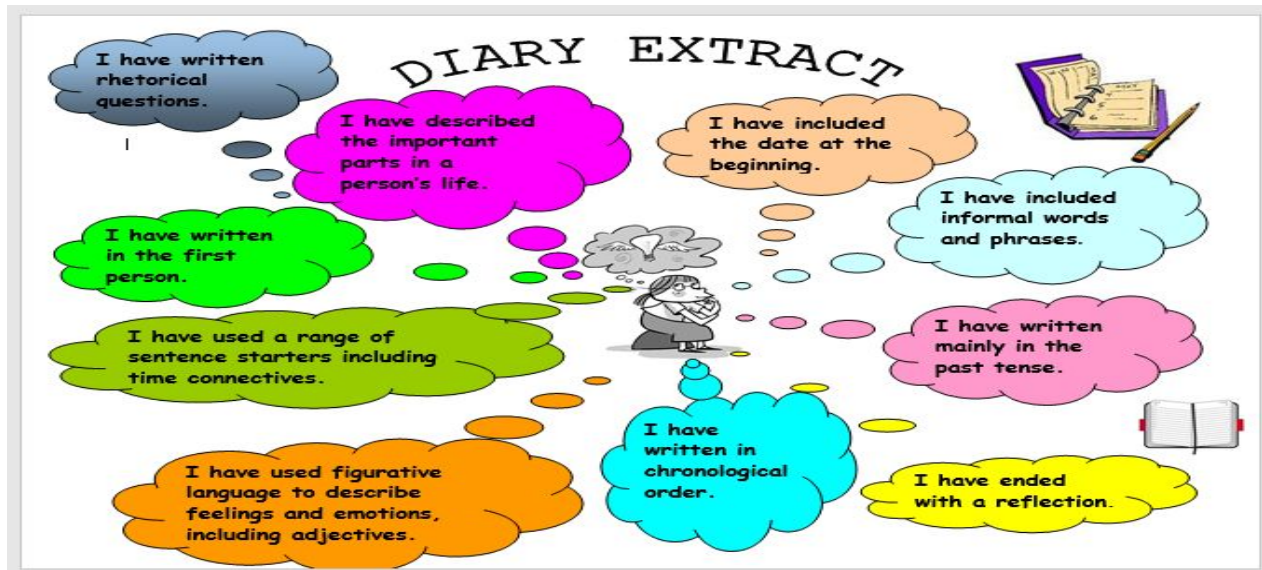 DIARY EXTRACT
I have written
rhetorical
questions.
I have described
the important
parts in a
person's life.
I have included
the date at the
beginning.
I have included
informal words
and phrases.
I have written
in the first
person.
I have used a range of
sentence starters including
time connectives.
I have written
mainly in the
past tense.
I have used figurative
language to describe
feelings and emotions,
including adjectives.
I have
written in
chronological
order.
I have ended
with a reflection.